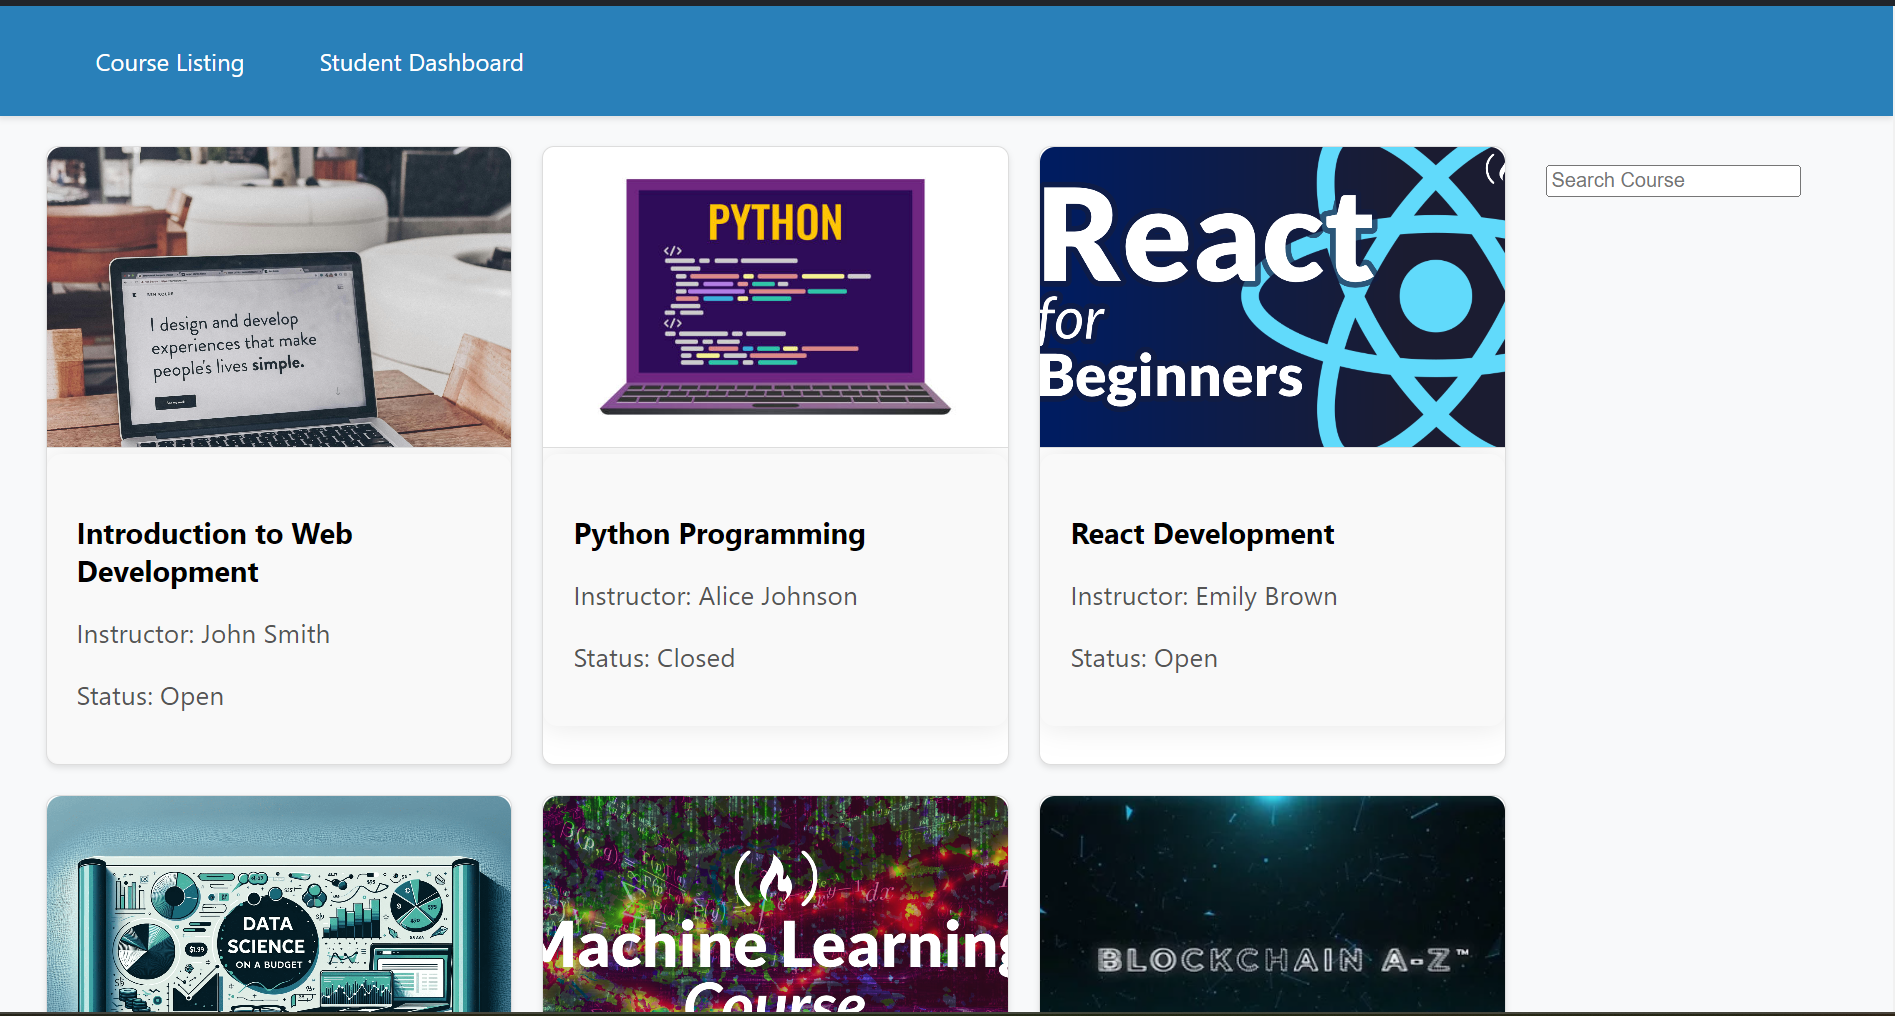 Course Listing
Student Dashboard
Search Course
I design and develop
experiences that make
people's lives simple.
PYTHON
</>
</>
React
for
Beginners
Introduction to Web
Development
Instructor: John Smith
Status: Open
Python Programming
Instructor: Alice Johnson
Status: Closed
React Development
Instructor: Emily Brown
Status: Open
DATA
SCIENCE
ON A BUDGET
$1.99
Machine Learning
Course
BLOCKCHAIN A-Z™